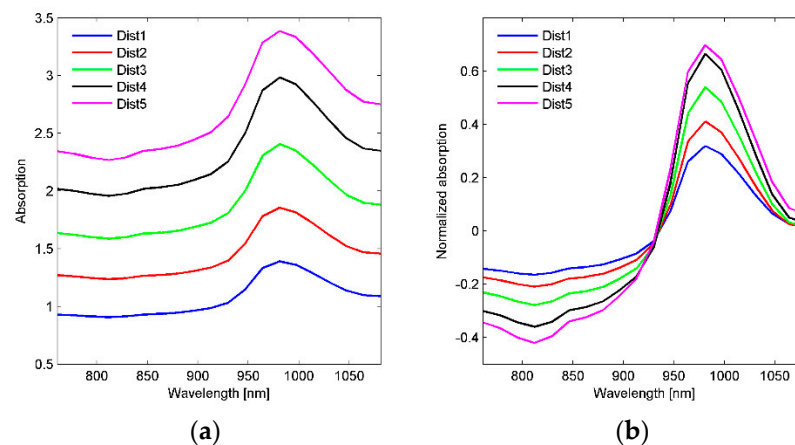 3.5
3
2.5
2
1.5
1
0.5
Absorption
Dist1
Dist2
Dist3
Dist4
Dist5
800 850 900 950 1000 1050
Wavelength [nm]
(a)
0.6
0.4
0.2
0
-0.2
-0.4
Normalized absorption
Dist1
Dist2
Dist3
Dist4
Dist5
800 850 900 950 1000 1050
Wavelength [nm]
(b)